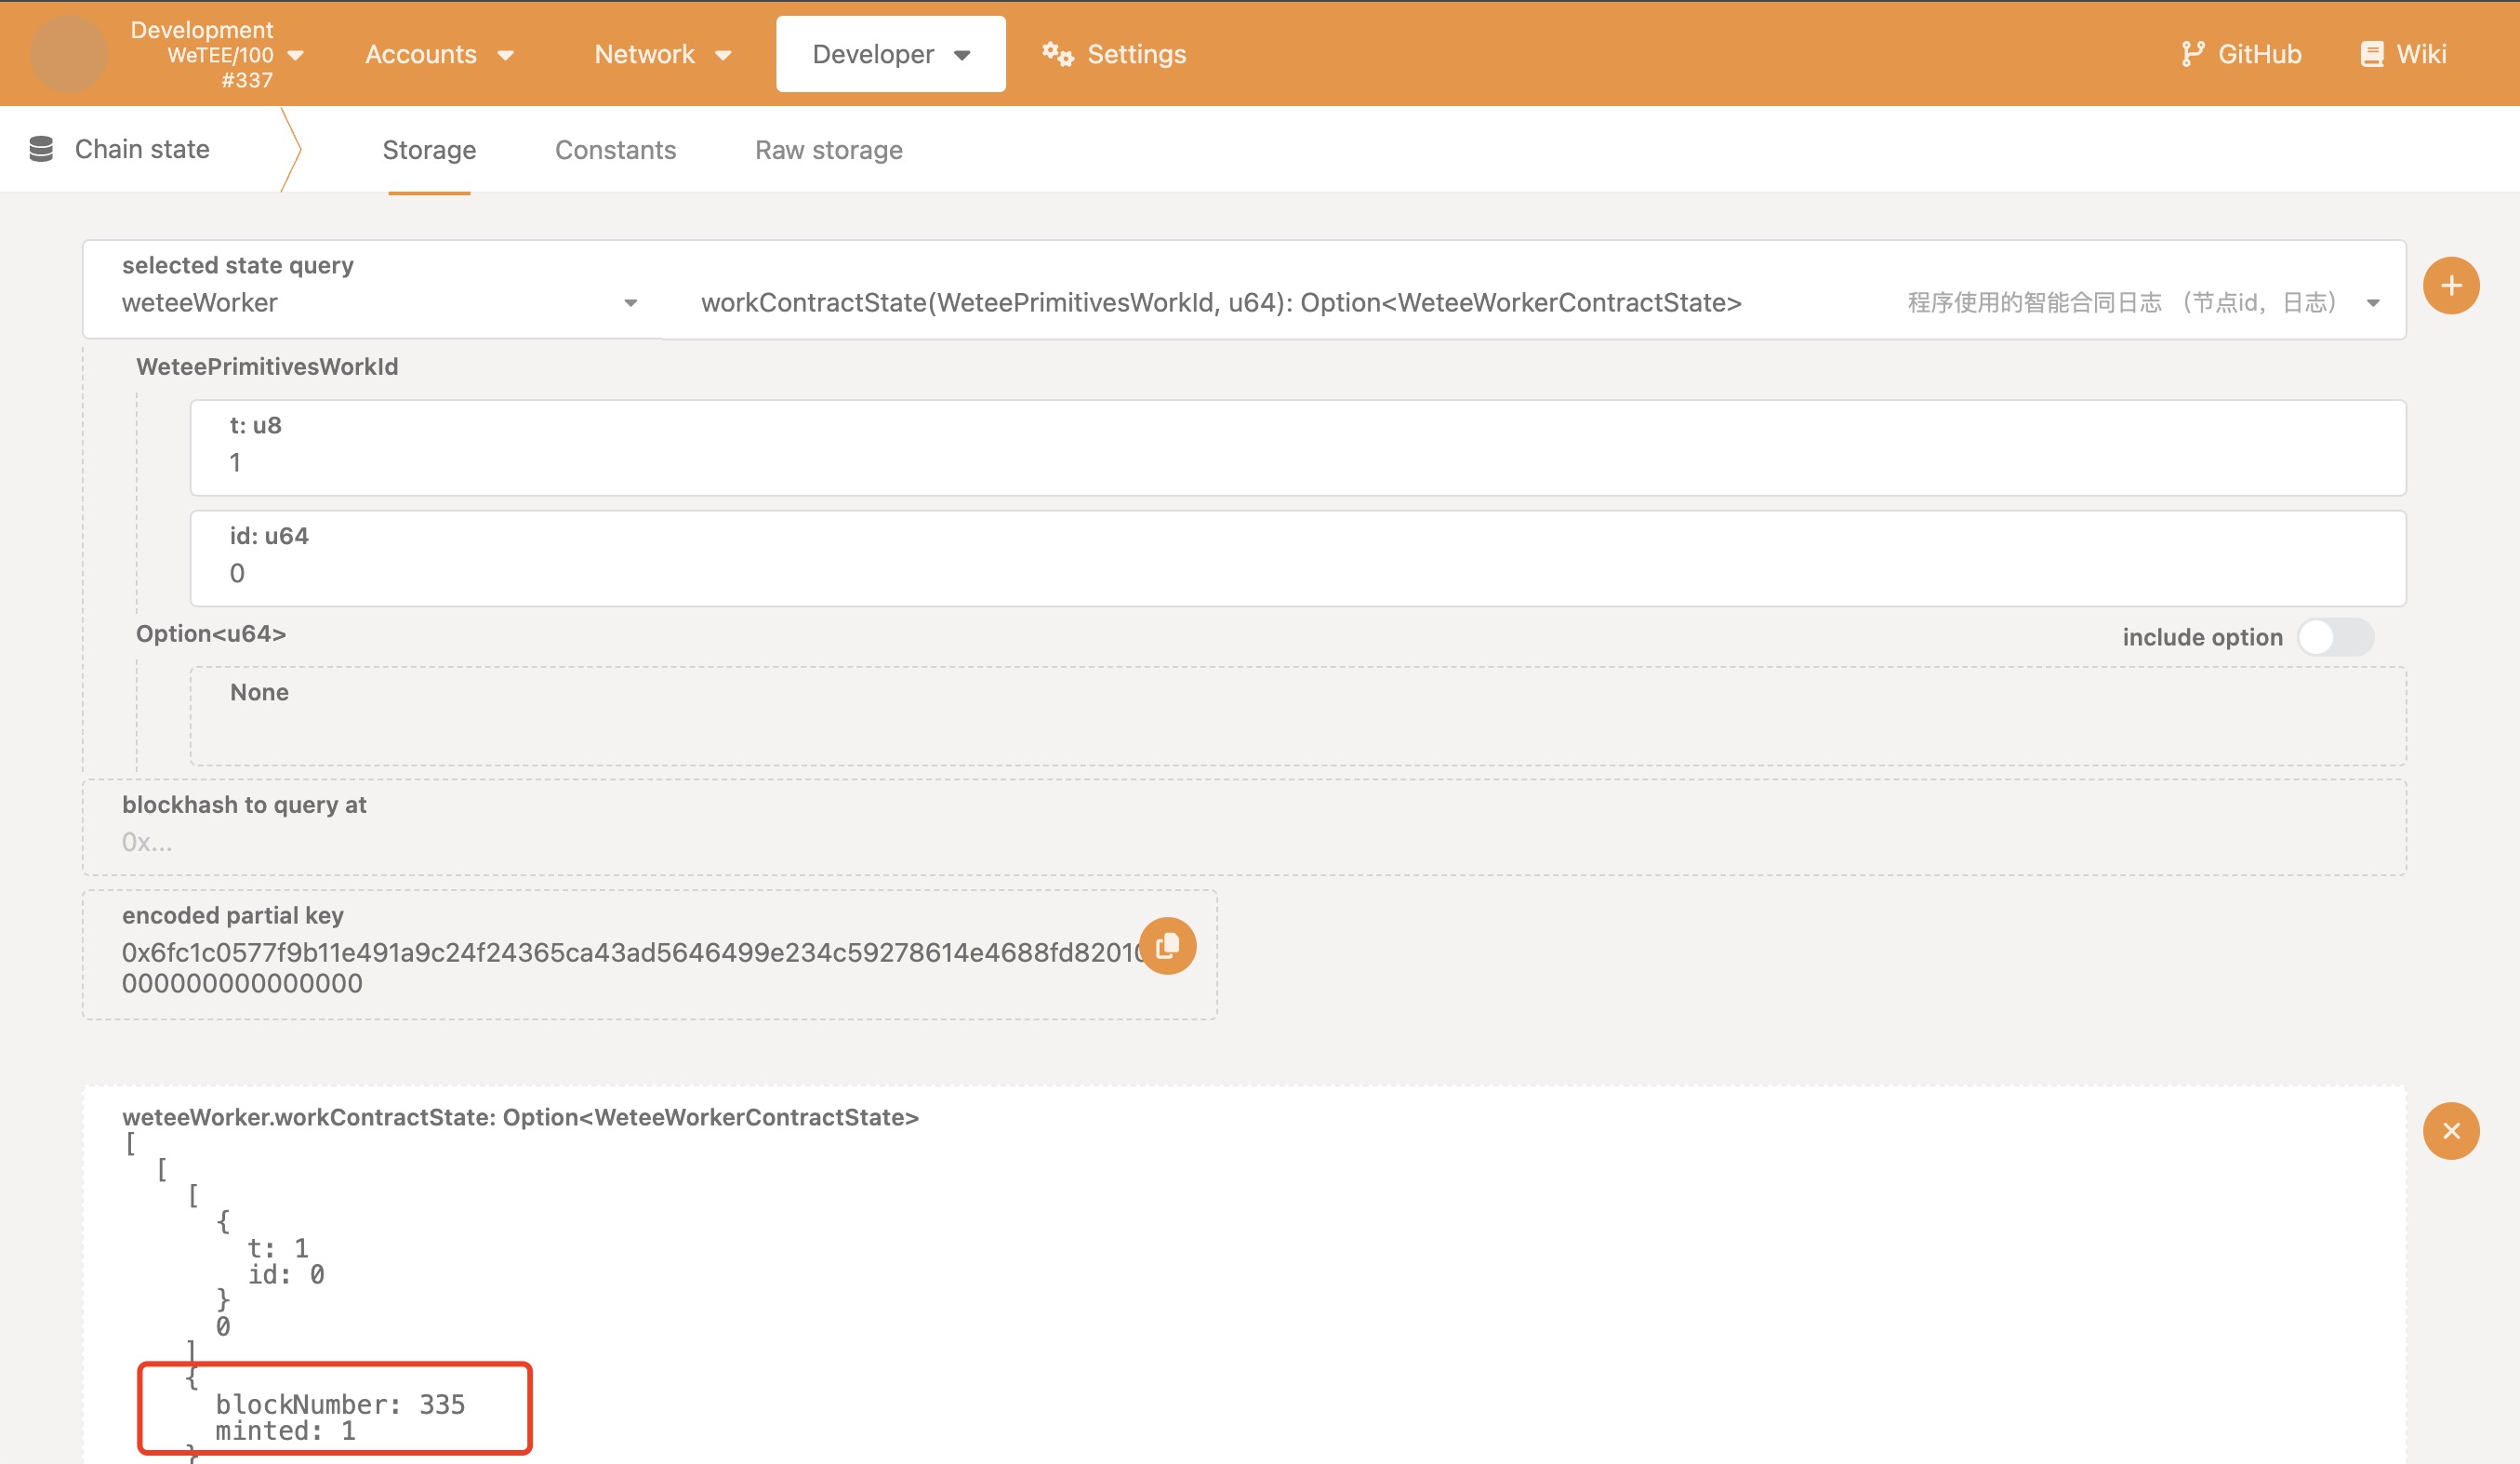 Development
WeTEE/100
#337
Accounts
Network
Developer
Settings
GitHub
Wiki
Chain state
Storage
Constants
Raw storage
selected state query
weteeWorker
workContractState(WeteePrimitivesWorkId, u64): Option<WeteeWorkerContractState>
程序使用的智能合同日志 （节点id，日志）
WeteePrimitivesWorkId
t: u8
1
id: u64
0
Option<u64>
include option
None
blockhash to query at
0x...
encoded partial key
0x6fc1c0577f9b11e491a9c24f24365ca43ad5646499e234c59278614e4688fd82010
000000000000000
weteeWorker.workContractState: Option<WeteeWorkerContractState>
[
[
[
{
t: 1
id: 0
}
0
]
{
blockNumber: 335
minted: 1
}